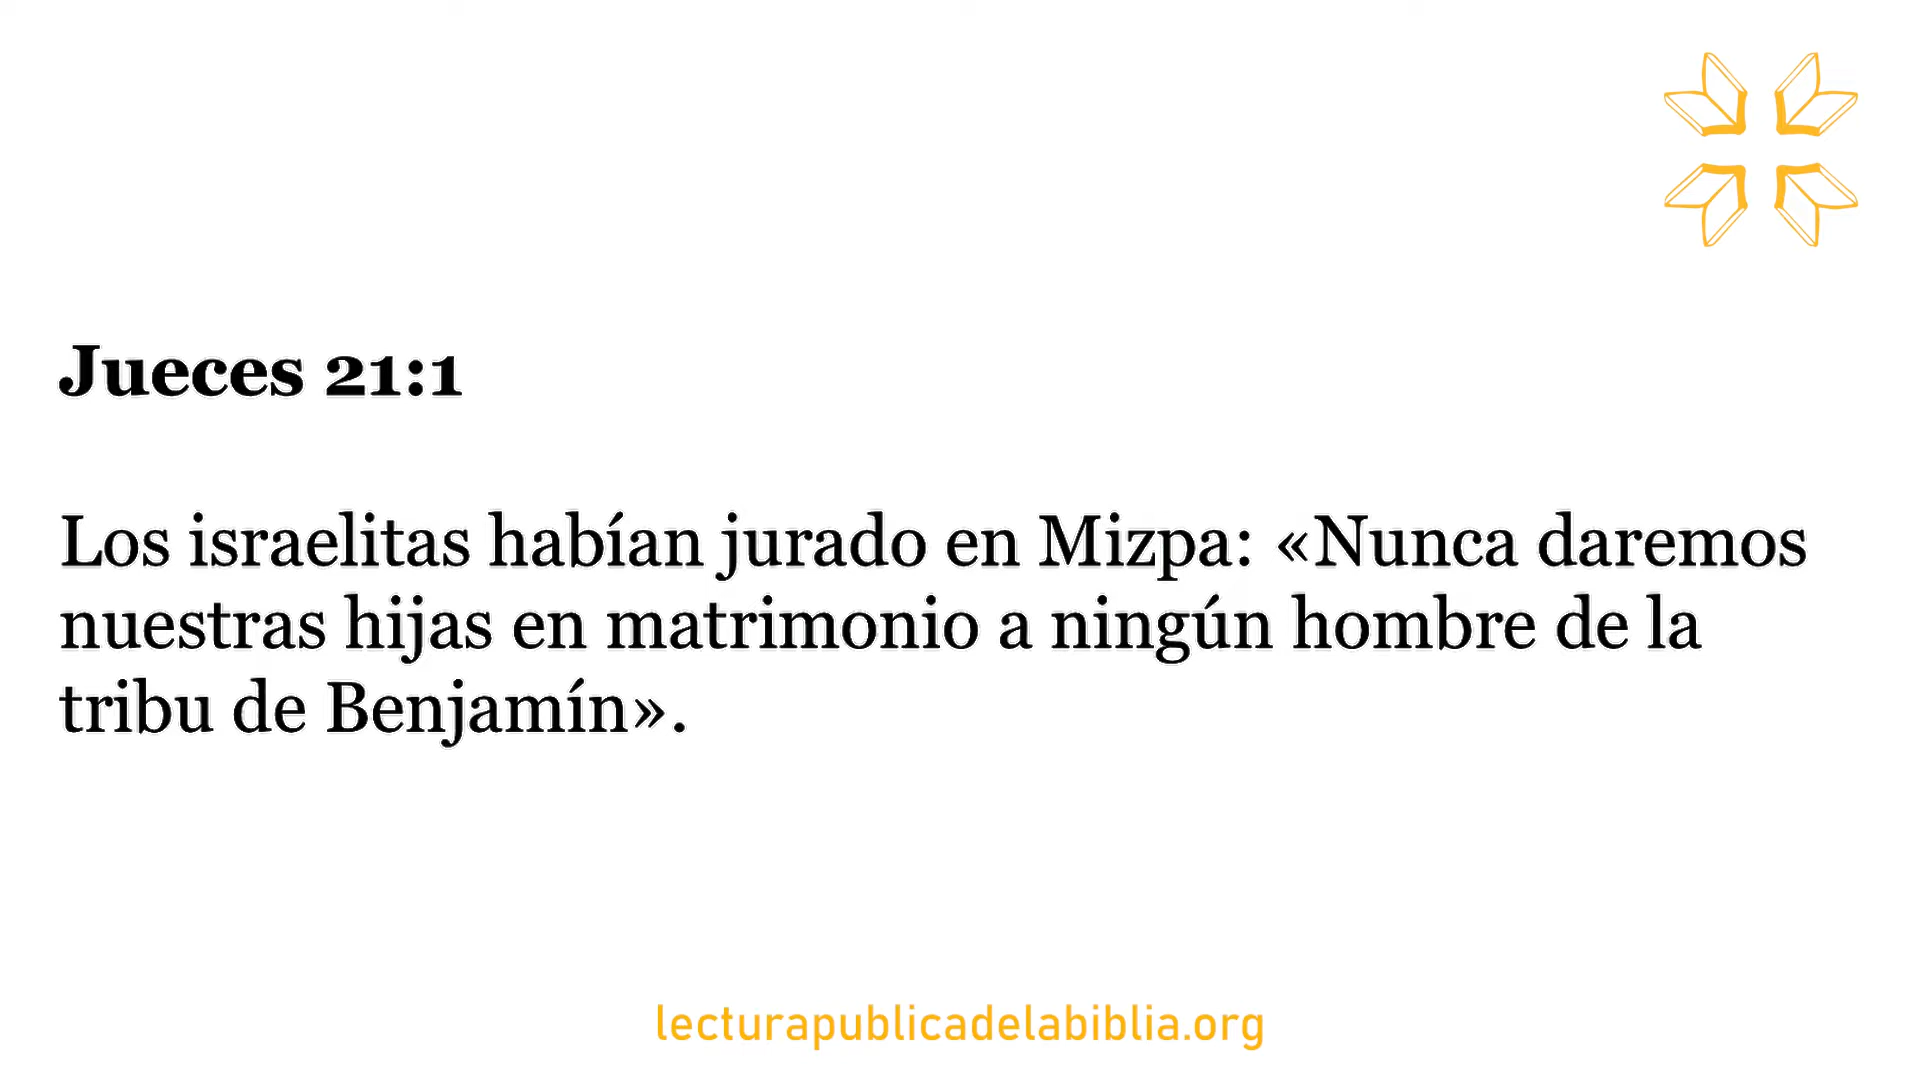 Jueces 21:1
Los israelitas habían jurado en Mizpa: «Nunca daremos
nuestras hijas en matrimonio a ningún hombre de la
tribu de Benjamín».
lecturapublicadelabiblia.org